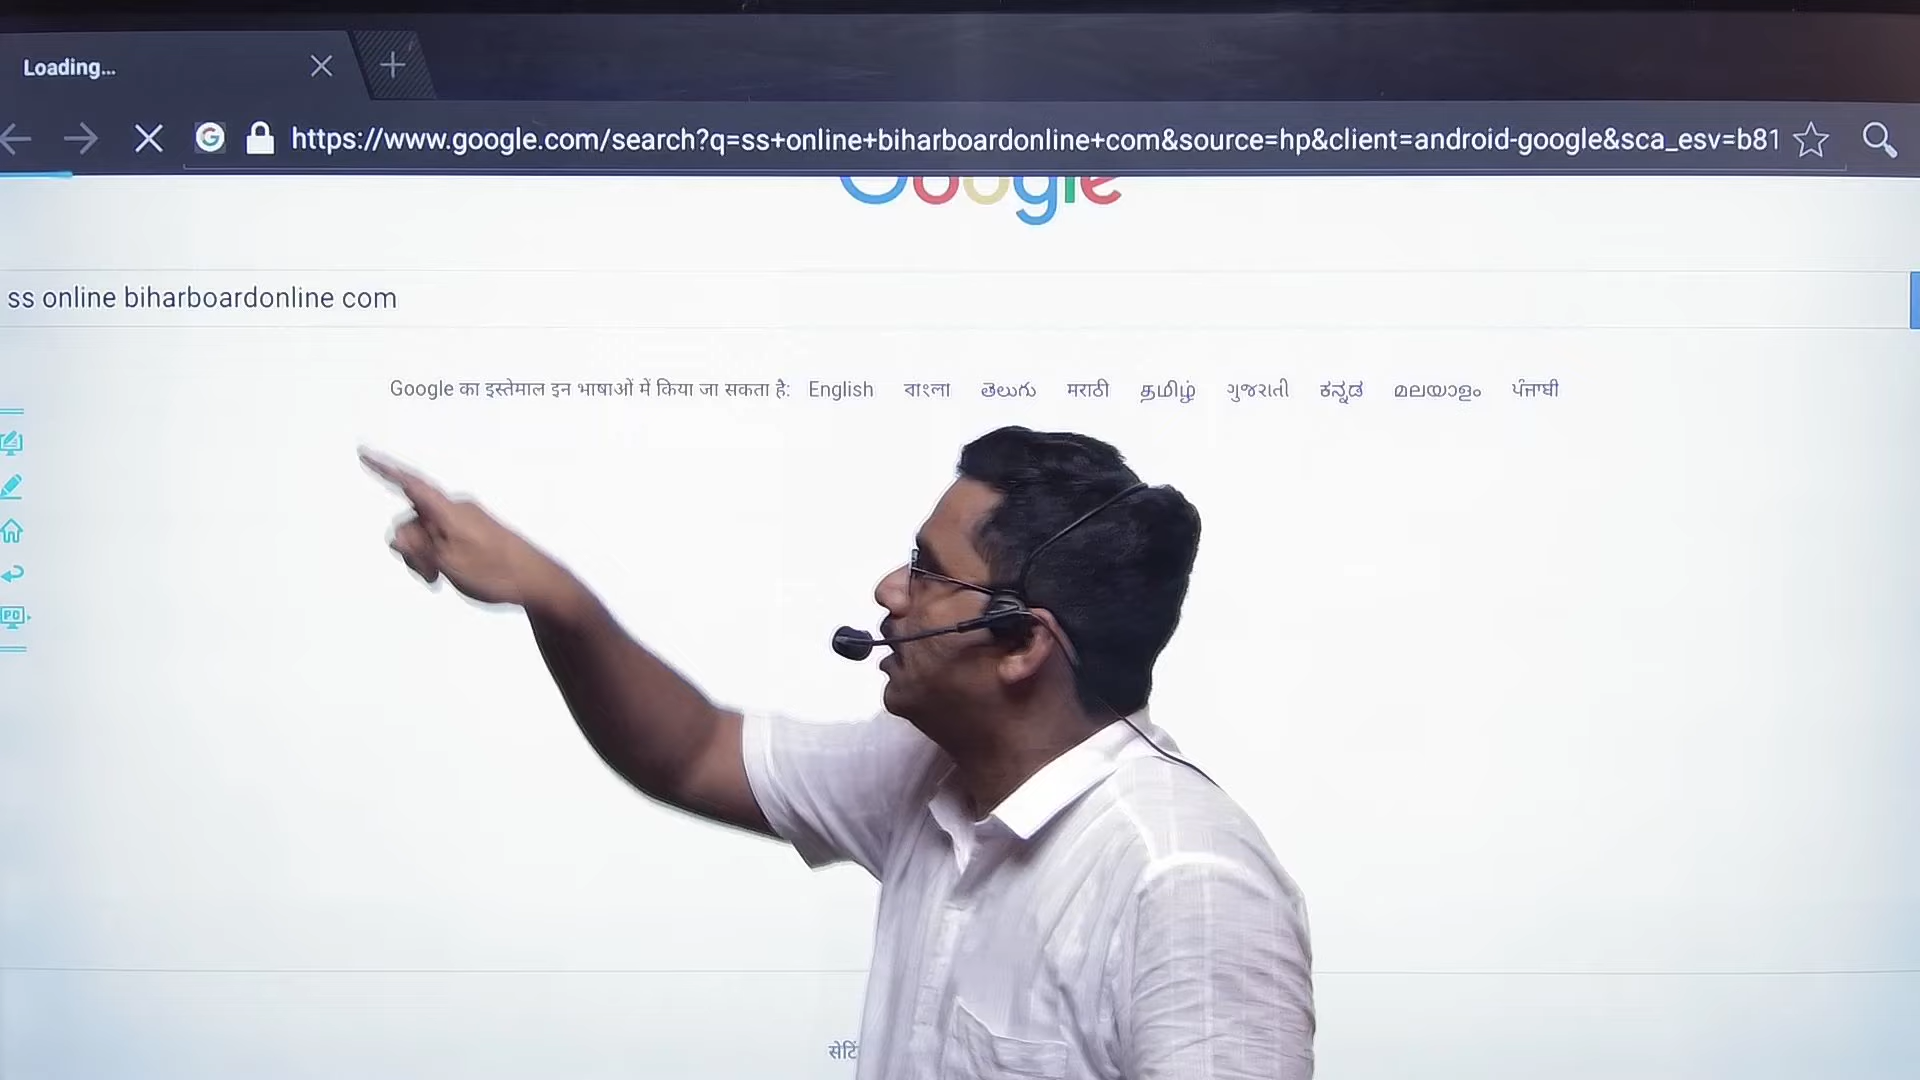 Loading...
https://www.google.com/search?q=ss+online+biharboardonline+com&source=hp&client=android-google&sca_esv=b81
Google
ss online biharboardonline com
Google का इस्तेमाल इन भाषाओं में किया जा सकता है: English বাংলা తెలుగు मराठी தமிழ் ગુજરાતી ಕನ್ನಡ മലയാളം ਪੰਜਾਬੀ
PD